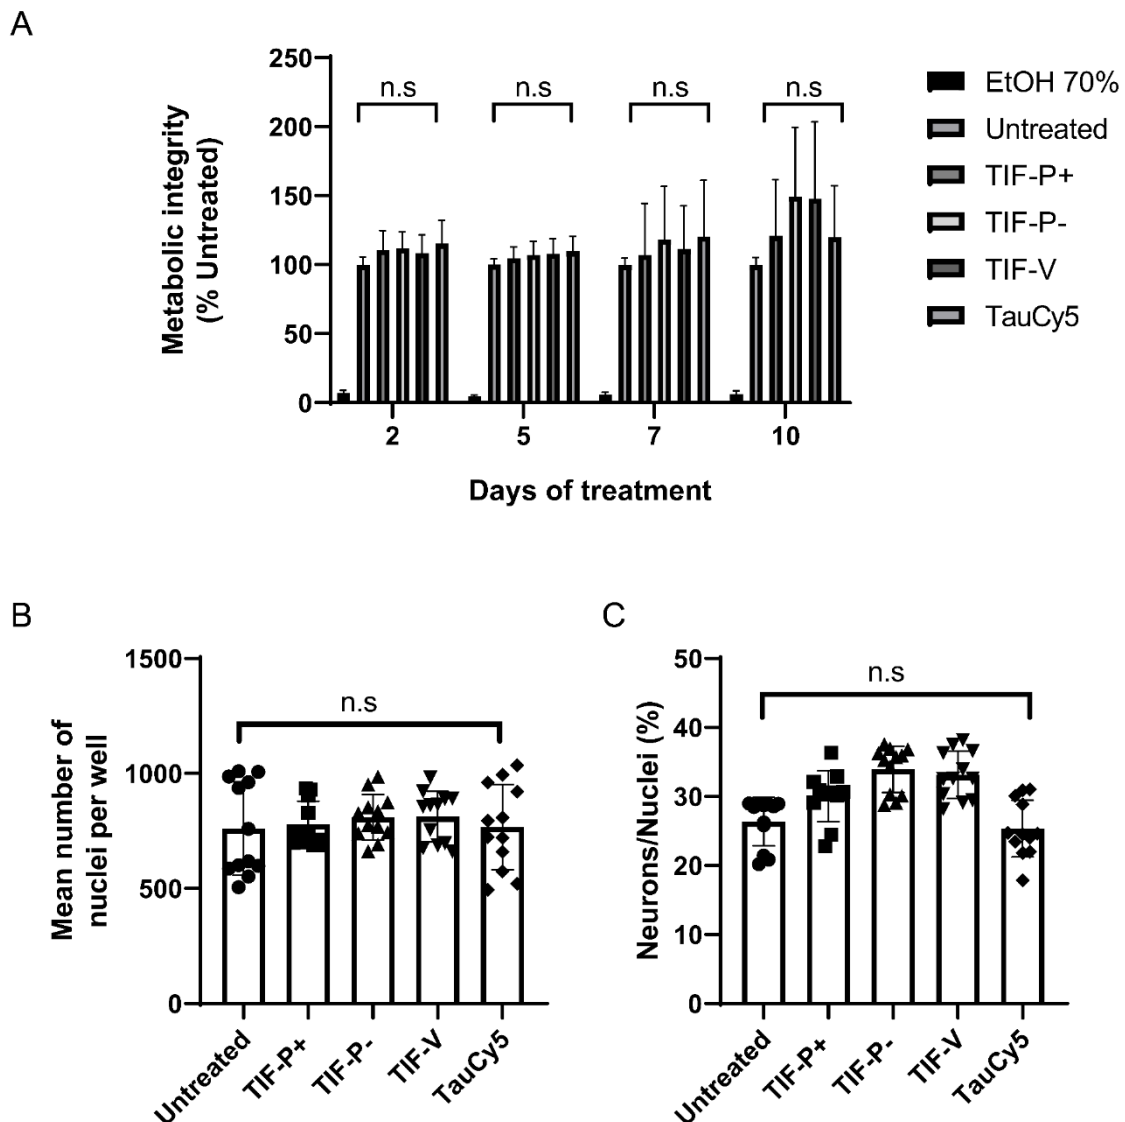 A
250
200
150
100
50
0
Metabolic integrity
(% Untreated)
n.s
n.s
n.s
n.s
2
5
7
10
Days of treatment
EtOH 70%
Untreated
TIF-P+
TIF-P-
TIF-V
TauCy5
B
1500
1000
500
0
Mean number of
nuclei per well
n.s
Untreated
TIF-P+
TIF-P-
TIF-V
TauCy5
C
50
40
30
20
10
0
Neurons/Nuclei (%)
n.s
Untreated
TIF-P+
TIF-P-
TIF-V
TauCy5